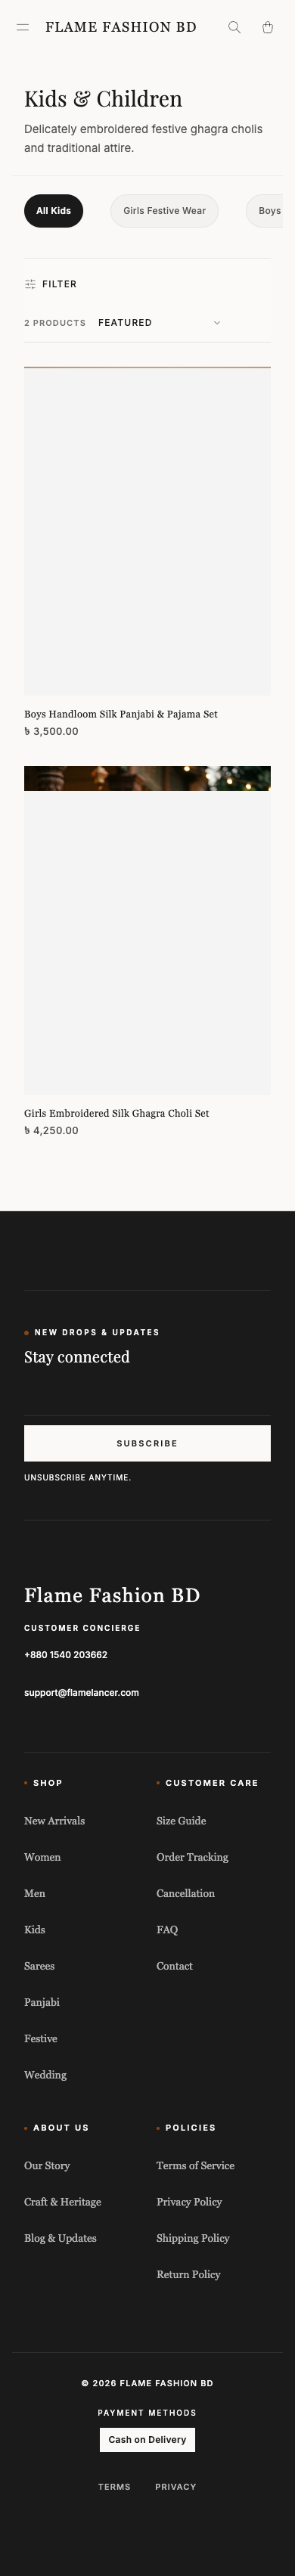 FLAME FASHION BD
Kids & Children
Delicately embroidered festive ghagra cholis
and traditional attire.
All Kids
Girls Festive Wear
Boys
FILTER
2 PRODUCTS
FEATURED
Boys Handloom Silk Panjabi & Pajama Set
৳ 3,500.00
Girls Embroidered Silk Ghagra Choli Set
৳ 4,250.00
NEW DROPS & UPDATES
Stay connected
SUBSCRIBE
UNSUBSCRIBE ANYTIME.
Flame Fashion BD
CUSTOMER CONCIERGE
+880 1540 203662
support@flamelancer.com
SHOP
New Arrivals
Women
Men
Kids
Sarees
Panjabi
Festive
Wedding
CUSTOMER CARE
Size Guide
Order Tracking
Cancellation
FAQ
Contact
ABOUT US
Our Story
Craft & Heritage
Blog & Updates
POLICIES
Terms of Service
Privacy Policy
Shipping Policy
Return Policy
© 2026 FLAME FASHION BD
PAYMENT METHODS
Cash on Delivery
TERMS
PRIVACY